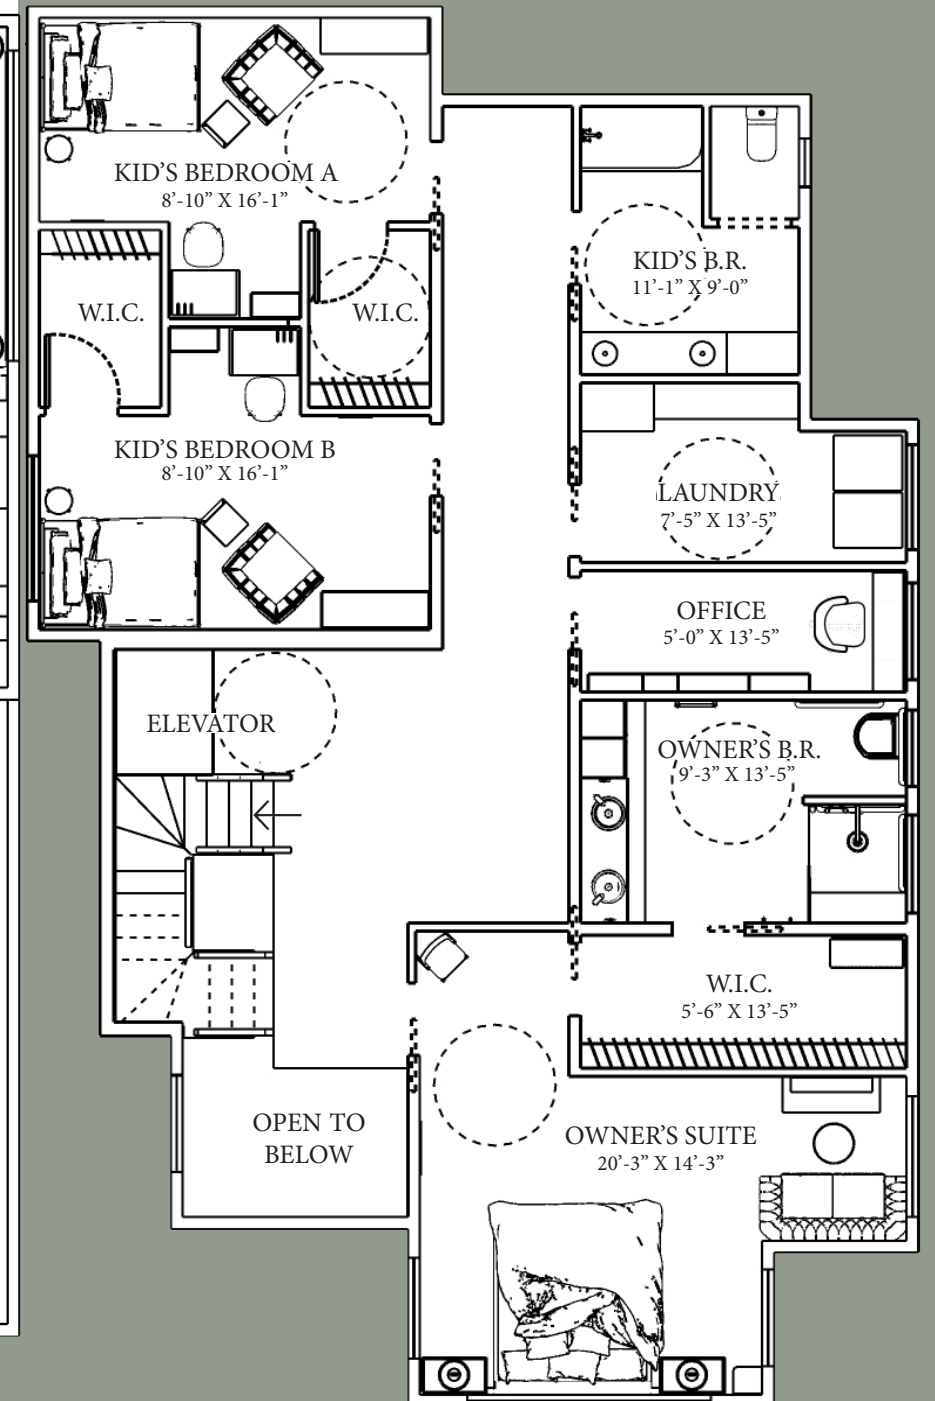 KID’S BEDROOM A
8’-10” X 16’-1”
W.I.C.
W.I.C.
KID’S B.R.
11’-1” X 9’-0”
KID’S BEDROOM B
8’-10” X 16’-1”
LAUNDRY
7’-5” X 13’-5”
OFFICE
5’-0” X 13’-5”
ELEVATOR
OWNER’S B.R.
9’-3” X 13’-5”
W.I.C.
5’-6” X 13’-5”
OPEN TO
BELOW
OWNER’S SUITE
20’-3” X 14’-3”